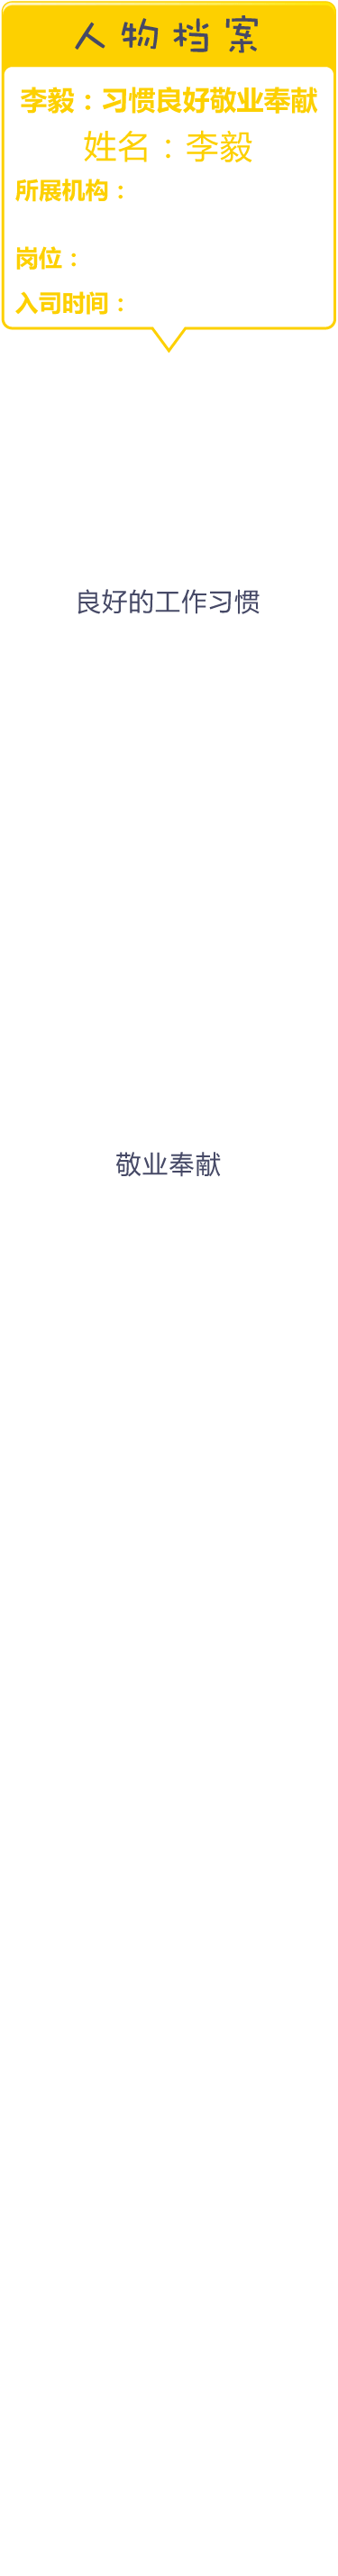 人物档案
李毅：习惯良好敬业奉献
姓名：李毅
所展机构：
岗位：
入司时间：
良好的工作习惯
敬业奉献